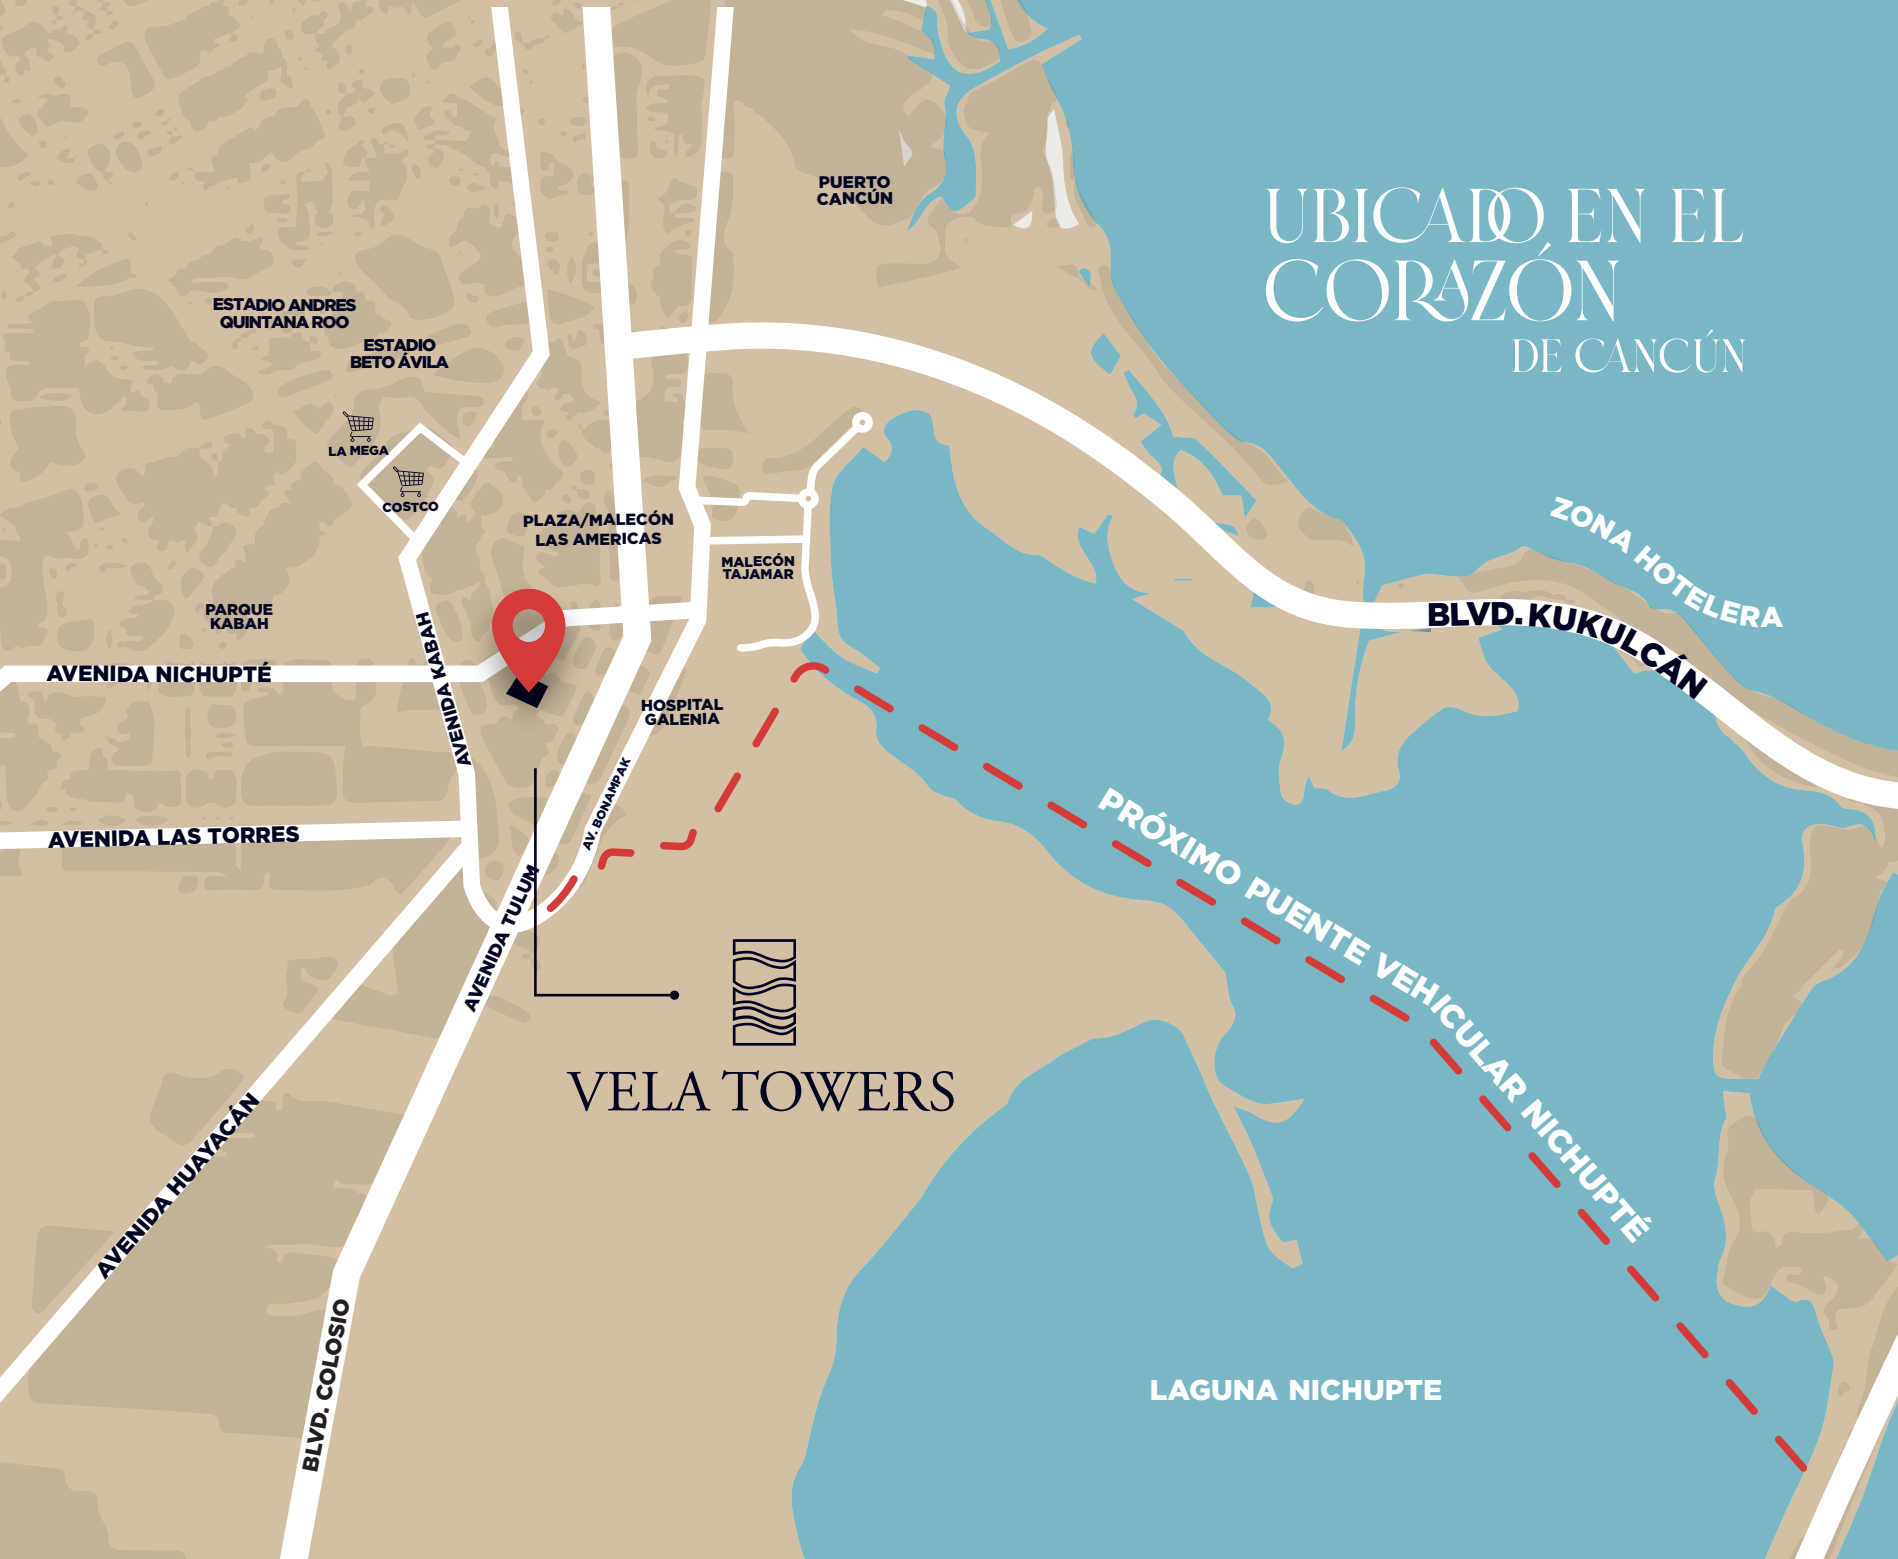 PUERTO
CANCÚN
UBICADO EN EL
CORAZÓN
DE CANCÚN
ESTADIO ANDRES
QUINTANA ROO
ESTADIO
BETO ÁVILA
LA MEGA
COSTCO
PLAZA/MALECÓN
LAS AMERICAS
MALECÓN
TAJAMAR
ZONA HOTELERA
BLVD. KUKULCÁN
PARQUE
KABAH
AVENIDA KABAH
AVENIDA NICHUPTÉ
HOSPITAL
GALENIA
AV. BONAMPAK
AVENIDA LAS TORRES
PRÓXIMO PUENTE VEHICULAR NICHUPTÉ
AVENIDA TULUM
VELA TOWERS
AVENIDA HUAYACÁN
BLVD. COLOSIO
LAGUNA NICHUPTE